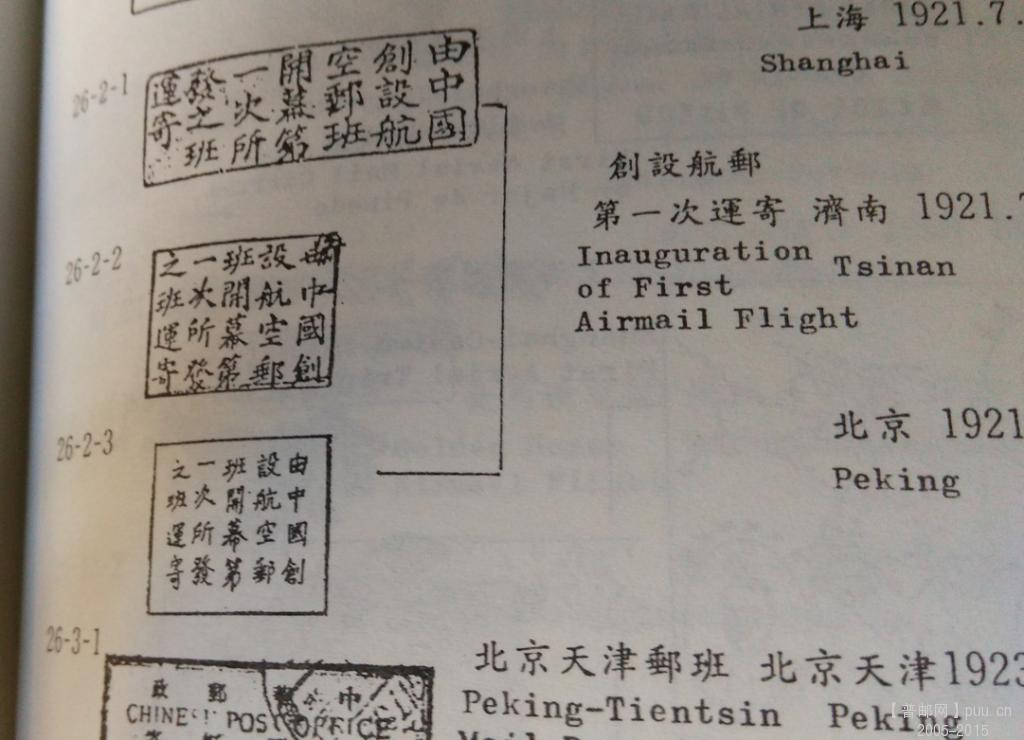 上海 1921.7.
Shanghai
26-2-1
由中國
創設航
空郵班
開幕第
一次所
發之班
運寄
創設航郵
第一次運寄 濟南 1921.7
Inauguration
of First
Airmail Flight
Tsinan
26-2-2
由中國創
設航空郵
班開幕第
一次所發
之班運寄
26-2-3
由中國創
設航空郵
班開幕第
一次所發
之班運寄
北京 1921
Peking
26-3-1
中
郵政
POST OFFICE
北京天津郵班 北京天津1923
Peking-Tientsin Peking
Mail
【普邮网】puu.cn
2005-2015